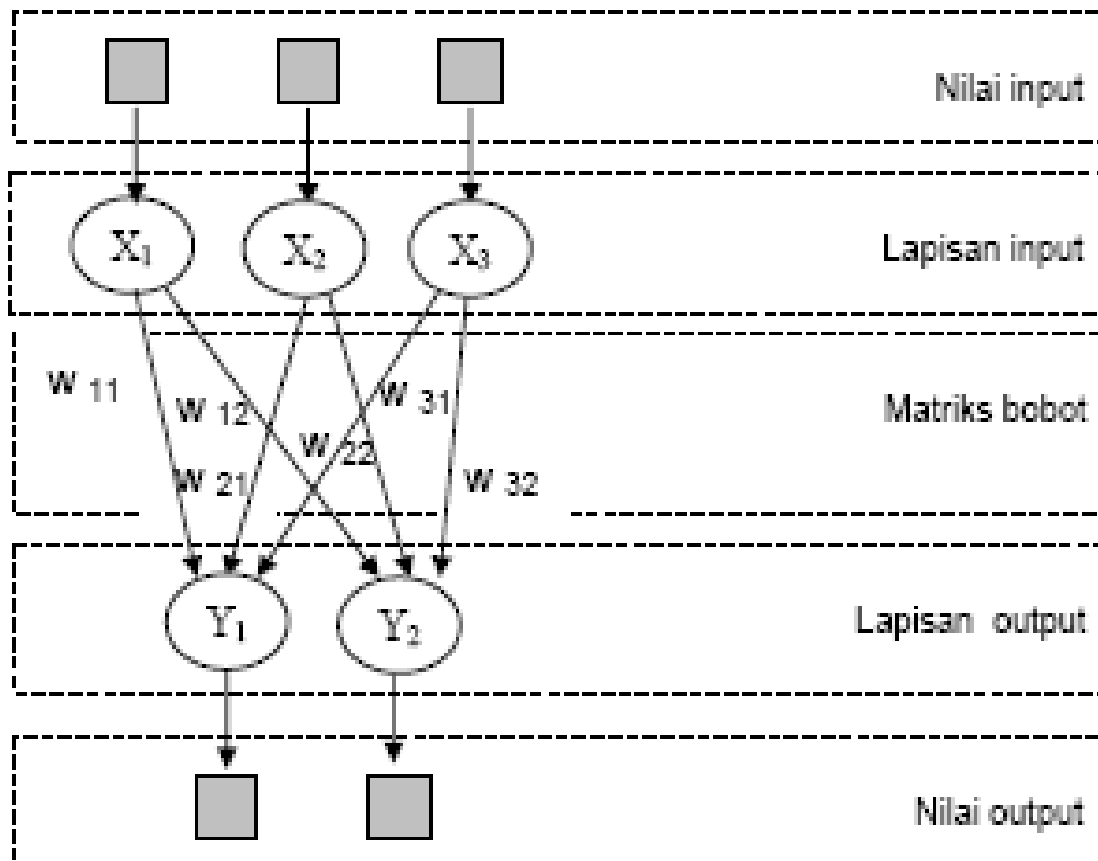 Nilai input
X1 X2 X3
Lapisan input
w 11
w 12
w 31
Matriks bobot
w 21
w 22
w 32
Y1 Y2
Lapisan output
Nilai output